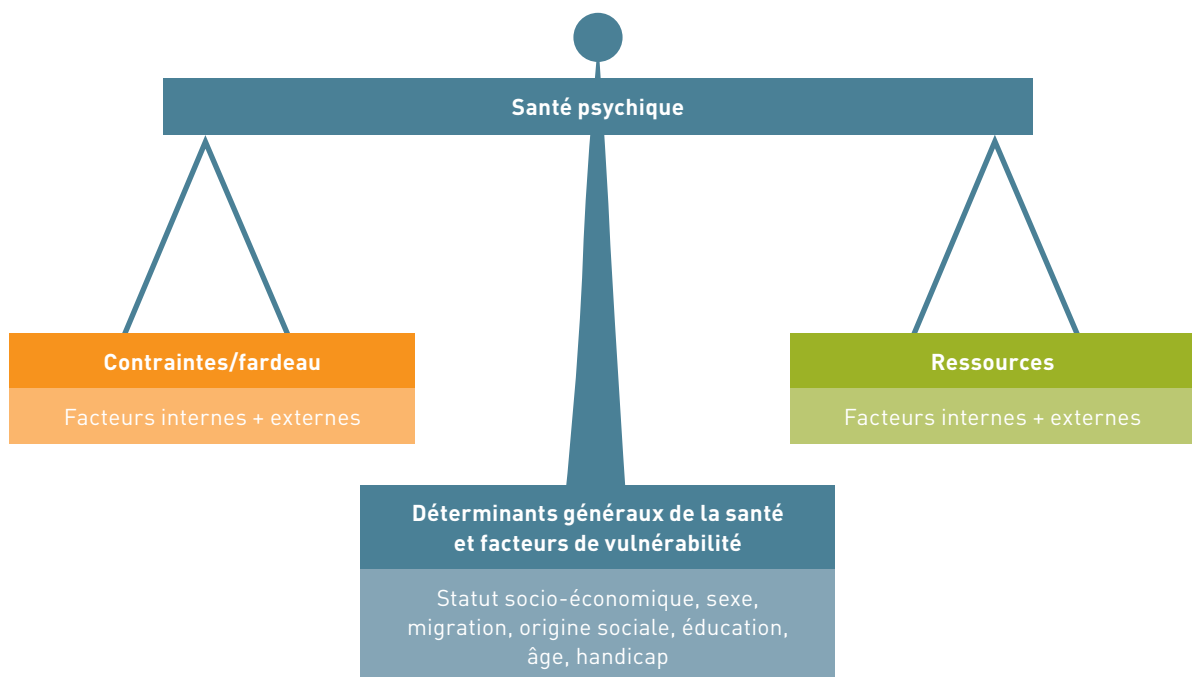 Santé psychique
Contraintes/fardeau
Facteurs internes + externes
Ressources
Facteurs internes + externes
Déterminants généraux de la santé
et facteurs de vulnérabilité
Statut socio-économique, sexe,
migration, origine sociale, éducation,
âge, handicap